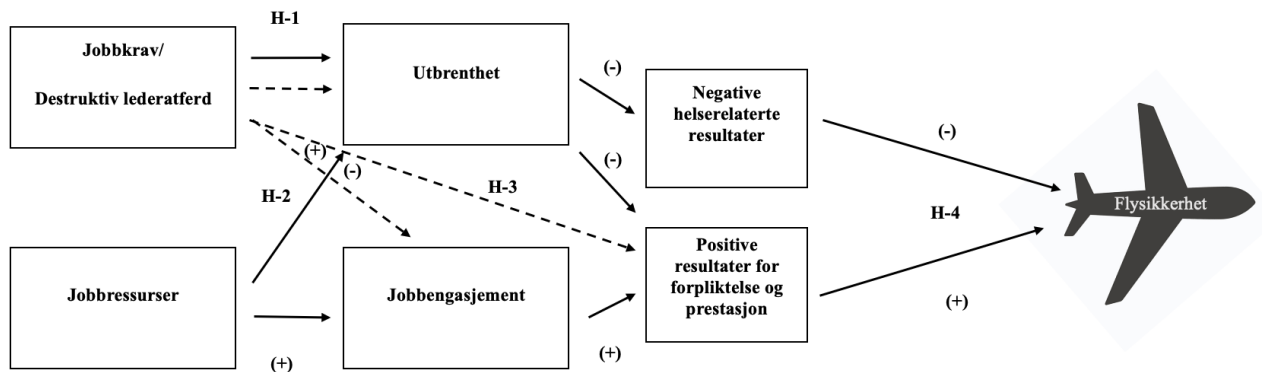 H-1
Jobbkrav/
Destruktiv lederatferd
Utbrenthet
(-)
Negative
helserelaterte
resultater
(-)
(+)
(-)
(-)
H-2
H-3
H-4
Flysikkerhet
Jobbressurser
(+)
Jobbengasjement
(+)
Positive
resultater for
forpliktelse og
prestasjon
(+)